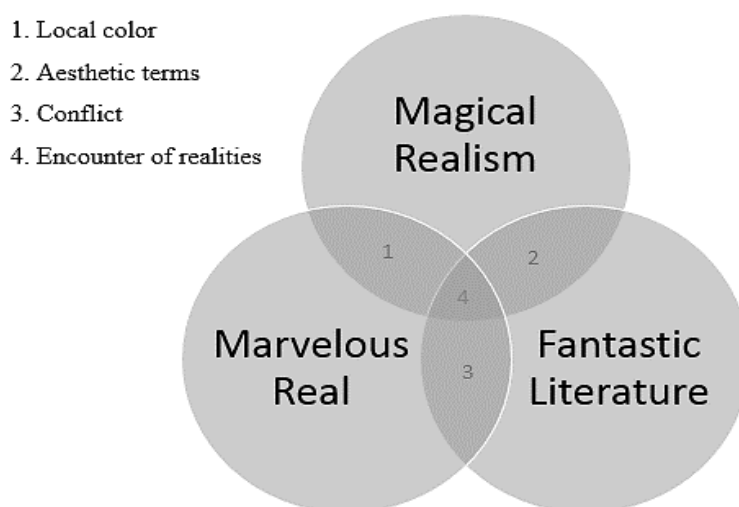 1. Local color
2. Aesthetic terms
3. Conflict
4. Encounter of realities
Magical
Realism
1
2
4
3
Marvelous
Real
Fantastic
Literature